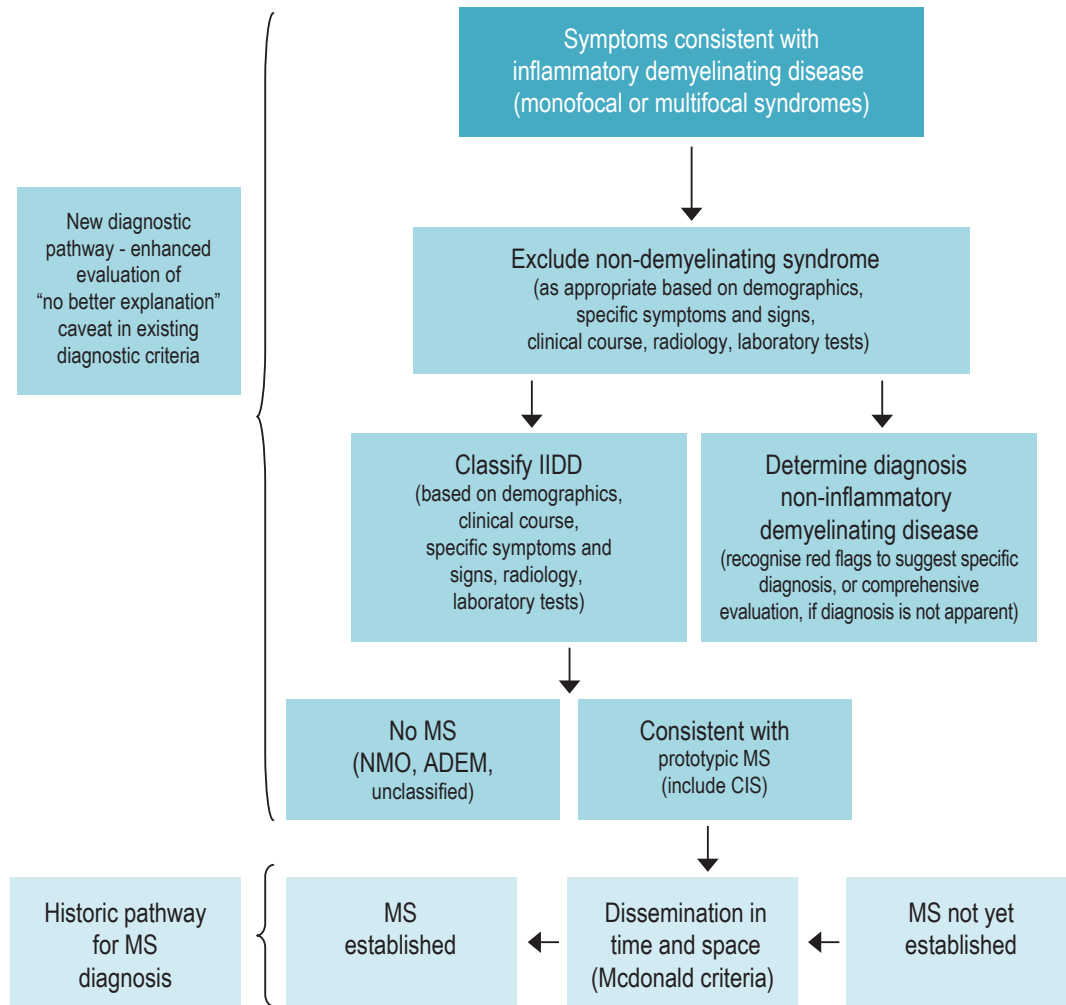 Symptoms consistent with
inflammatory demyelinating disease
(monofocal or multifocal syndromes)
New diagnostic
pathway - enhanced
evaluation of
“no better explanation”
caveat in existing
diagnostic criteria
Exclude non-demyelinating syndrome
(as appropriate based on demographics,
specific symptoms and signs,
clinical course, radiology, laboratory tests)
Classify IIDD
(based on demographics,
clinical course,
specific symptoms and
signs, radiology,
laboratory tests)
Determine diagnosis
non-inflammatory
demyelinating disease
(recognise red flags to suggest specific
diagnosis, or comprehensive
evaluation, if diagnosis is not apparent)
No MS
(NMO, ADEM,
unclassified)
Consistent with
prototypic MS
(include CIS)
Historic pathway
for MS
diagnosis
MS
established
Dissemination in
time and space
(Mcdonald criteria)
MS not yet
established